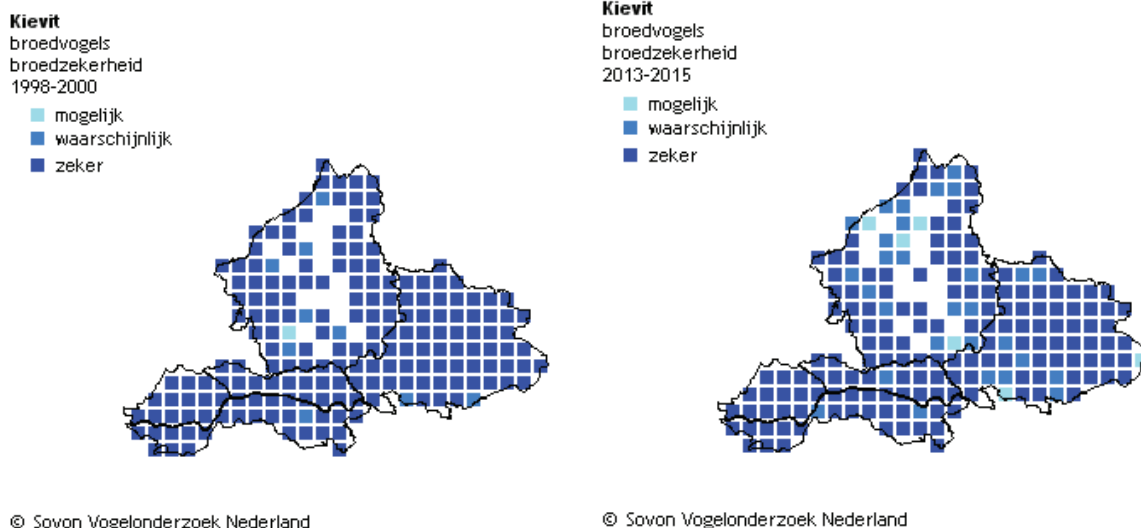 Kievit
broedvogels
broedzekerheid
1998-2000
mogelijk
waarschijnlijk
zeker
© Sovon Vogelonderzoek Nederland
Kievit
broedvogels
broedzekerheid
2013-2015
mogelijk
waarschijnlijk
zeker
© Sovon Vogelonderzoek Nederland